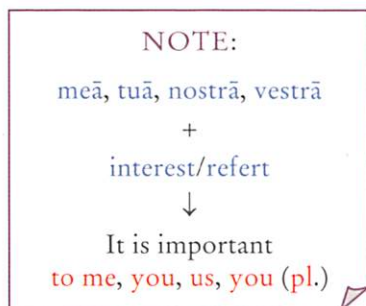 NOTE:
meā, tuā, nostrā, vestrā
+
interest/refert
↓
It is important
to me, you, us, you (pl.)